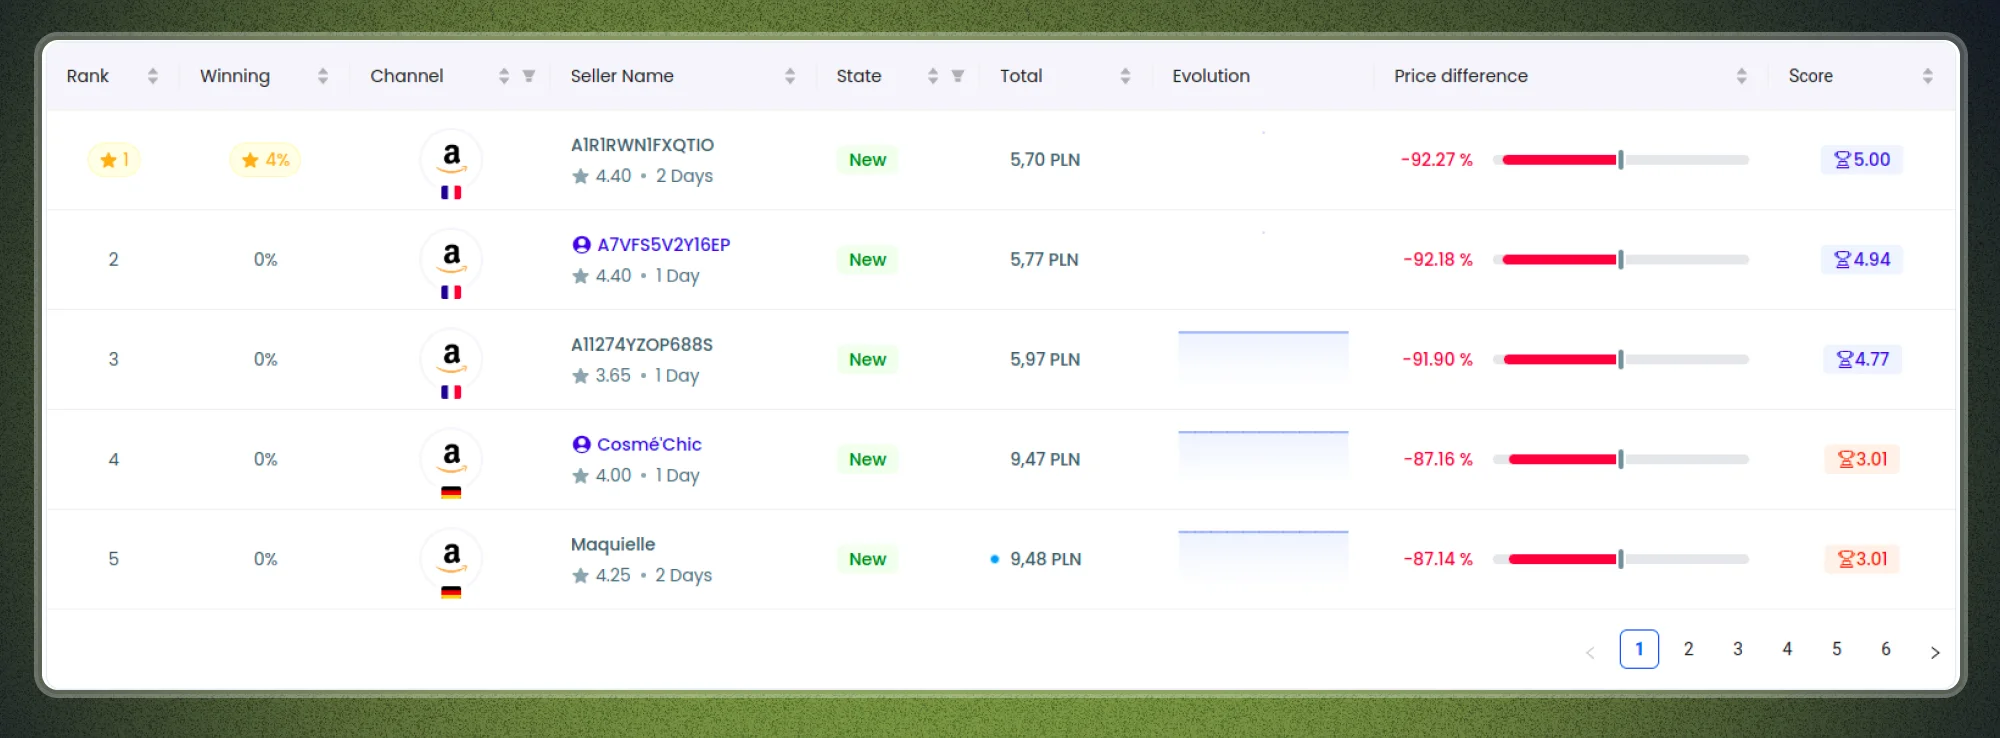 Rank Winning Channel Seller Name State Total Evolution Price difference Score
1 4% a A1R1RWN1FXQTIO New 5,70 PLN -92.27 % 5.00
4.40 • 2 Days
2 0% a A7VFS5V2Y16EP New 5,77 PLN -92.18 % 4.94
4.40 • 1 Day
3 0% a A11274YZOP688S New 5,97 PLN -91.90 % 4.77
3.65 • 1 Day
4 0% a Cosmé'Chic New 9,47 PLN -87.16 % 3.01
4.00 • 1 Day
5 0% a Maquielle New 9,48 PLN -87.14 % 3.01
4.25 • 2 Days
< 1 2 3 4 5 6 >